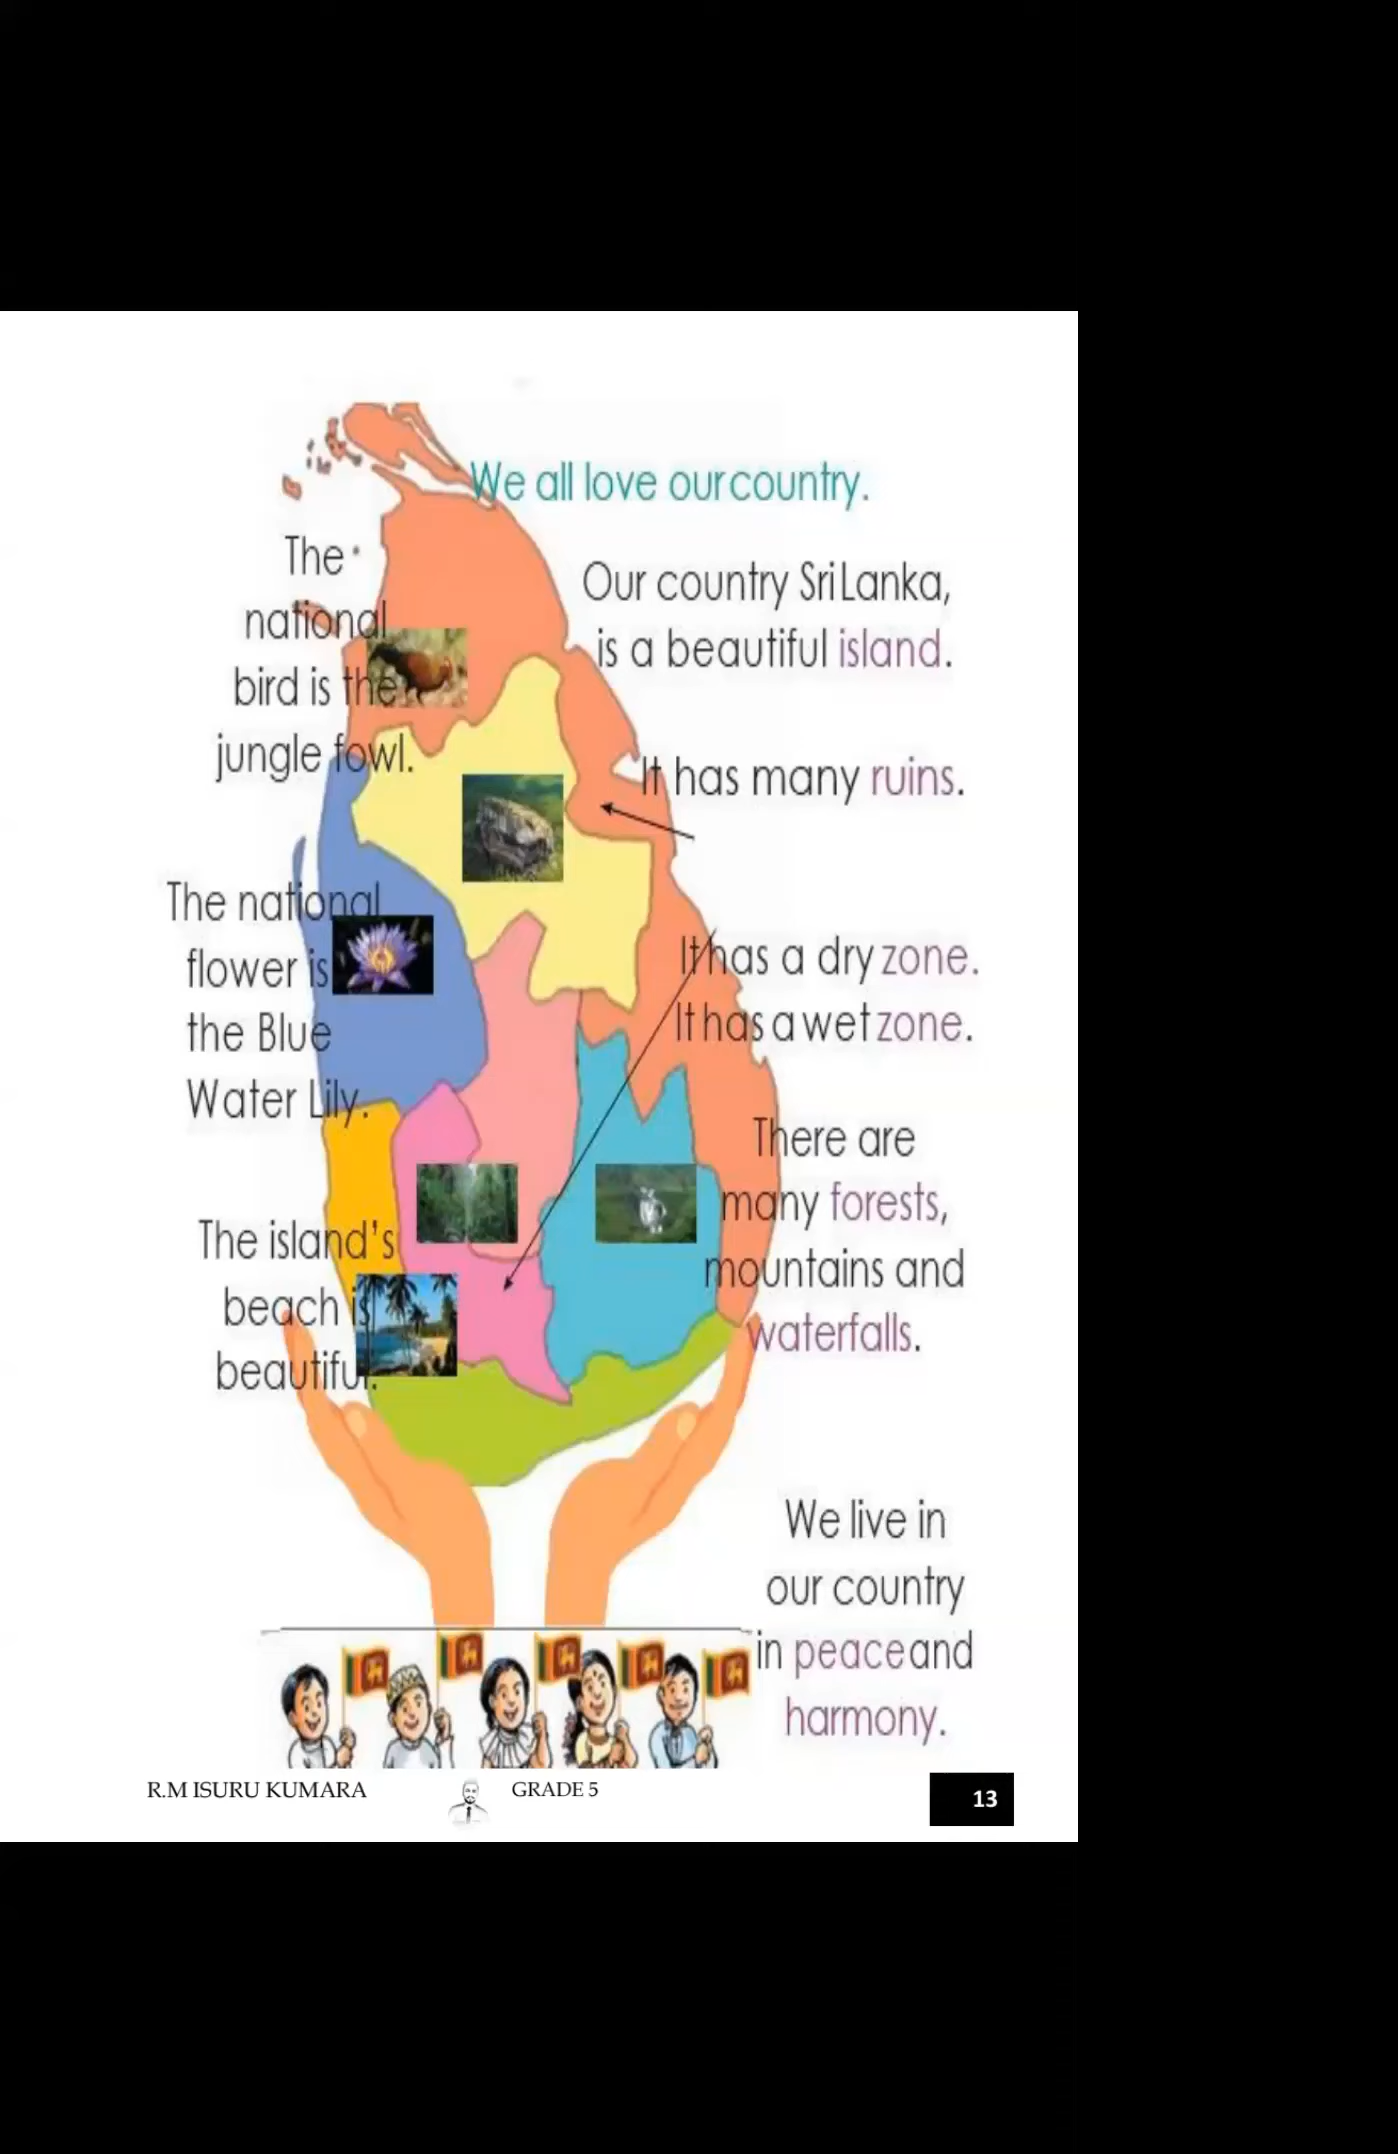 We all love our country.
Our country Sri Lanka,
is a beautiful island.
It has many ruins.
It has a dry zone.
It has a wet zone.
There are
many forests,
mountains and
waterfalls.
The
national
bird is the
jungle fowl.
The national
flower is
the Blue
Water Lily.
The island's
beach is
beautiful.
We live in
our country
in peace and
harmony.
R.M ISURU KUMARA
GRADE 5
13